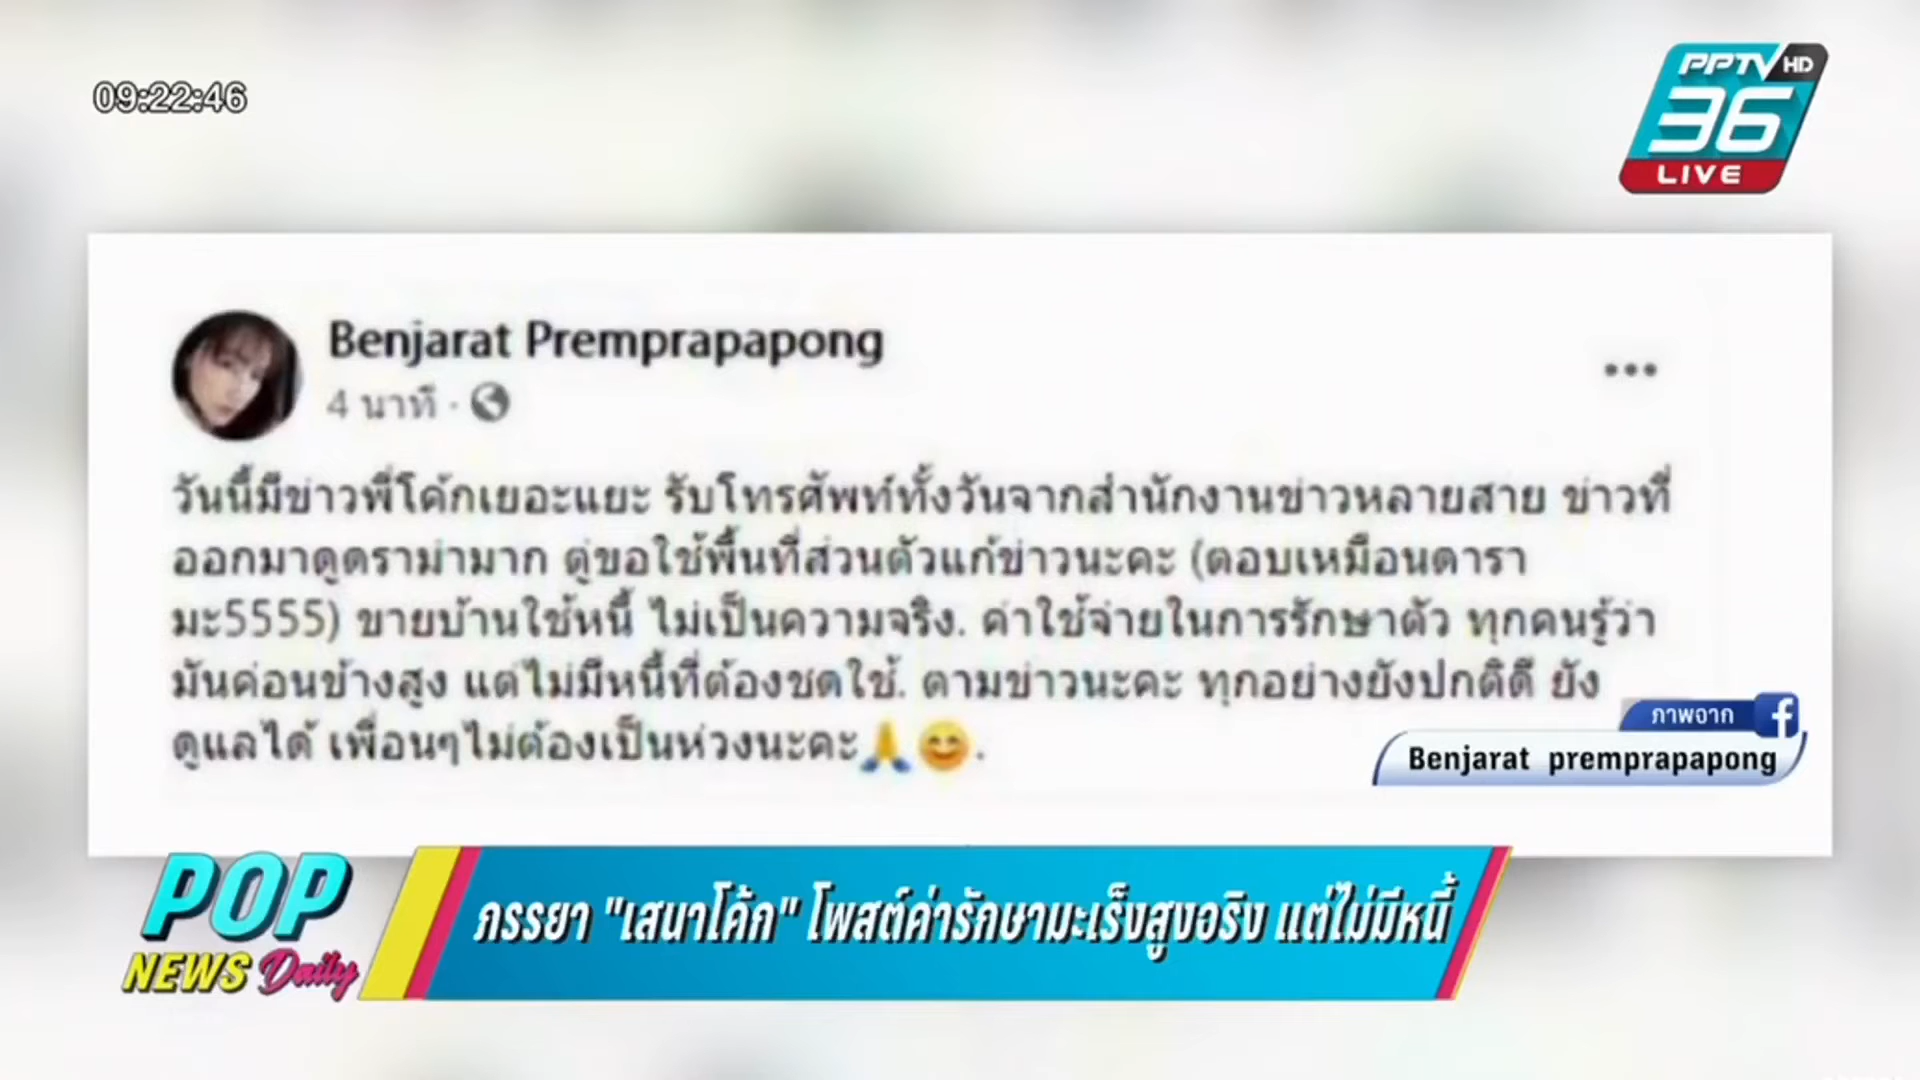 09:22:46
PPTV HD
36
LIVE
Benjarat Premprapapong
4 นาที ·
วันนี้มีข่าวพี่โค้กเยอะแยะ รับโทรศัพท์ทั้งวันจากสำนักงานข่าวหลายสาย ข่าวที่
ออกมาดูดราม่ามาก ตู่ขอใช้พื้นที่ส่วนตัวแก้ข่าวนะคะ (ตอบเหมือนดารา
มะ5555) ขายบ้านใช้หนี้ ไม่เป็นความจริง. ค่าใช้จ่ายในการรักษาตัว ทุกคนรู้ว่า
มันค่อนข้างสูง แต่ไม่มีหนี้ที่ต้องชดใช้. ตามข่าวนะคะ ทุกอย่างยังปกติดี ยัง
ดูแลได้ เพื่อนๆไม่ต้องเป็นห่วงนะคะ🙏😊.
ภาพจาก
Benjarat premprapapong
POP
NEWS Daily
ภรรยา "เสนาโค้ก" โพสต์ค่ารักษามะเร็งสูงจริง แต่ไม่มีหนี้